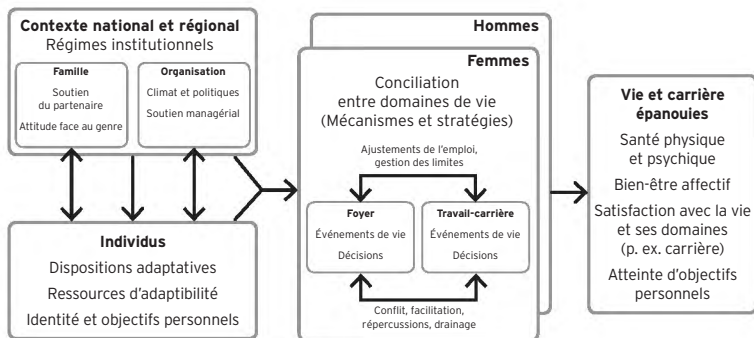 Contexte national et régional
Régimes institutionnels
Famille
Soutien
du partenaire
Attitude face au genre
Organisation
Climat et politiques
Soutien managérial
Individus
Dispositions adaptatives
Ressources d'adaptibilité
Identité et objectifs personnels
Hommes
Femmes
Conciliation
entre domaines de vie
(Mécanismes et stratégies)
Ajustements de l'emploi,
gestion des limites
Foyer
Événements de vie
Décisions
Travail-carrière
Événements de vie
Décisions
Conflit, facilitation,
répercussions, drainage
Vie et carrière
épanouies
Santé physique
et psychique
Bien-être affectif
Satisfaction avec la vie
et ses domaines
(p. ex. carrière)
Atteinte d'objectifs
personnels